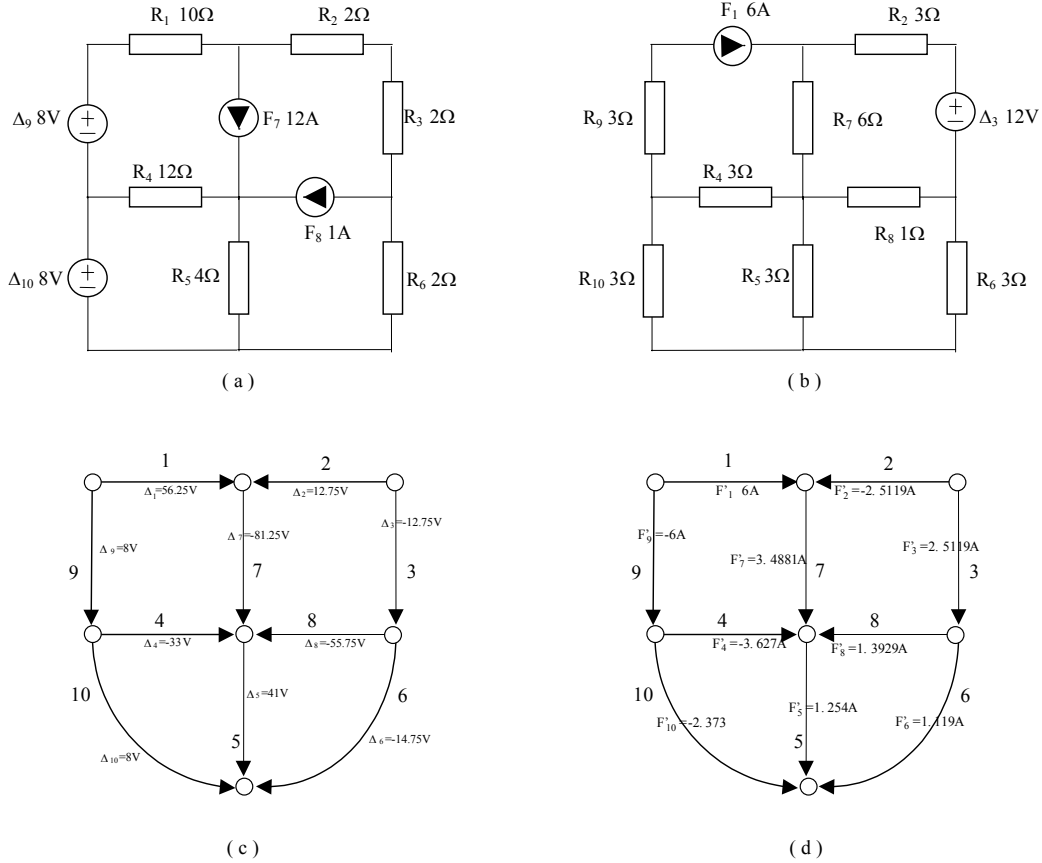 R₁ 10Ω
R₂ 2Ω
Δ₉ 8V
F₇ 12A
R₃ 2Ω
R₄ 12Ω
F₈ 1A
Δ₁₀ 8V
R₅ 4Ω
R₆ 2Ω
( a )
F₁ 6A
R₂ 3Ω
R₉ 3Ω
R₇ 6Ω
Δ₃ 12V
R₄ 3Ω
R₈ 1Ω
R₁₀ 3Ω
R₅ 3Ω
R₆ 3Ω
( b )
1
2
Δ₁=56.25V
Δ₂=12.75V
Δ₃=-12.75V
Δ₇=-81.25V
Δ₉=8V
9
7
3
4
8
Δ₄=-33V
Δ₈=-55.75V
10
Δ₅=41V
6
5
Δ₆=-14.75V
Δ₁₀=8V
( c )
1
2
F'₁ 6A
F'₂=-2. 5119A
F'₉=-6A
F'₇=3. 4881A
F'₃=2. 5119A
9
7
3
4
8
F'₄=-3.627A
F'₈=1. 3929A
10
6
F'₅=1. 254A
F'₁₀=-2. 373
F'₆=1. 119A
5
( d )